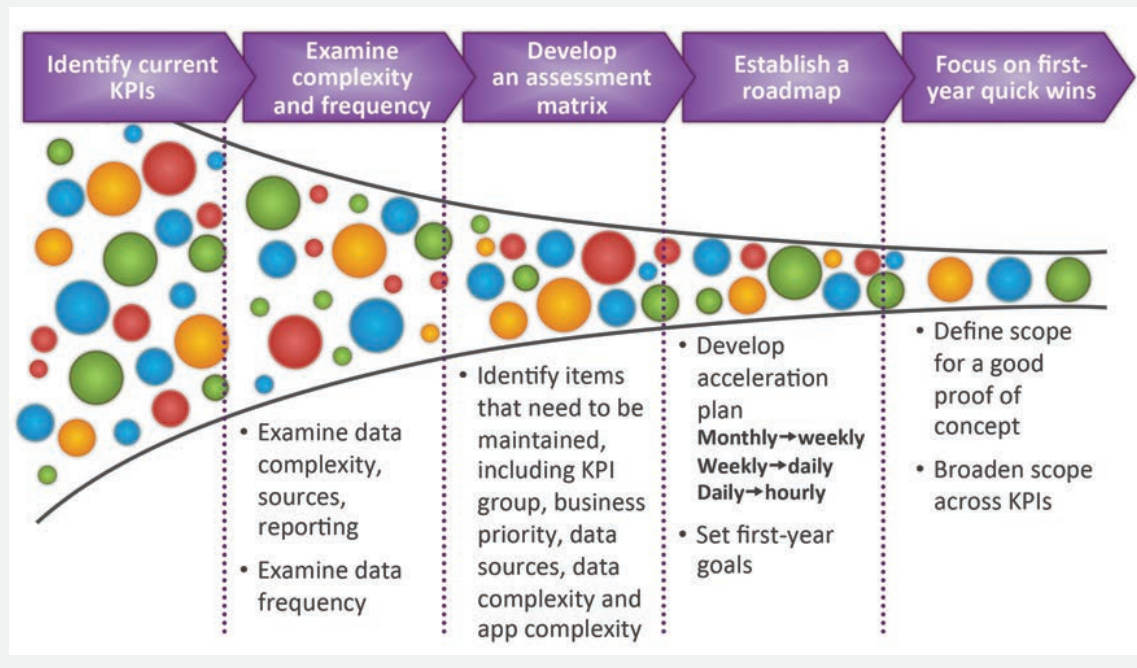 Identify current
KPIs
Examine
complexity
and frequency
Develop
an assessment
matrix
Establish a
roadmap
Focus on first-
year quick wins
• Examine data
complexity,
sources,
reporting
• Examine data
frequency
• Identify items
that need to be
maintained,
including KPI
group, business
priority, data
sources, data
complexity and
app complexity
• Develop
acceleration
plan
Monthly→weekly
Weekly→daily
Daily→hourly
• Set first-year
goals
• Define scope
for a good
proof of
concept
• Broaden scope
across KPIs